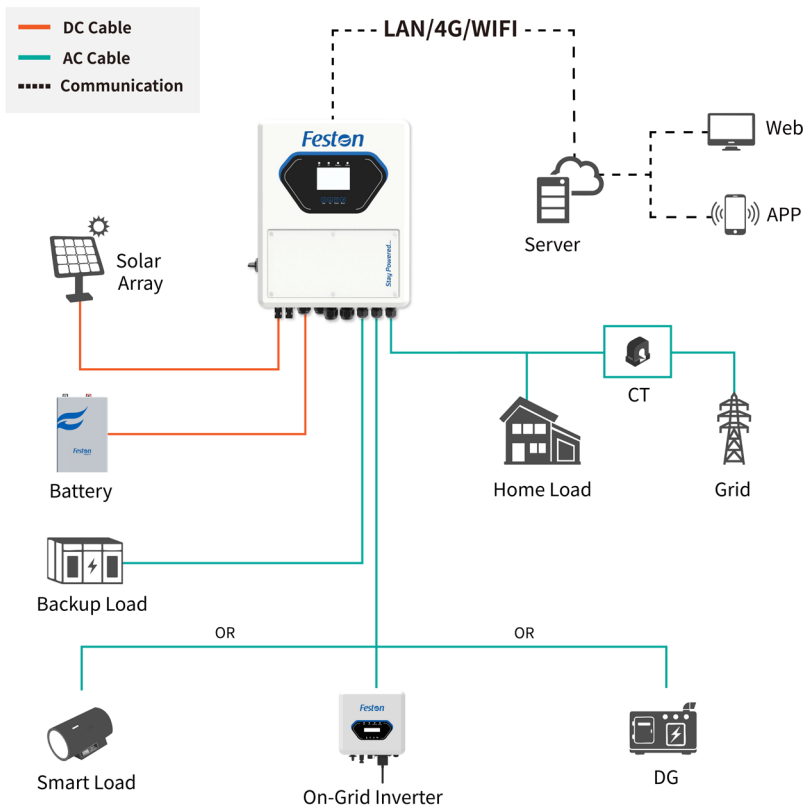 DC Cable
AC Cable
Communication
LAN/4G/WIFI
Feston
Stay Powered...
Web
APP
Server
Solar
Array
Feston
Battery
CT
Home Load
Grid
Backup Load
OR
OR
Feston
Smart Load
On-Grid Inverter
DG